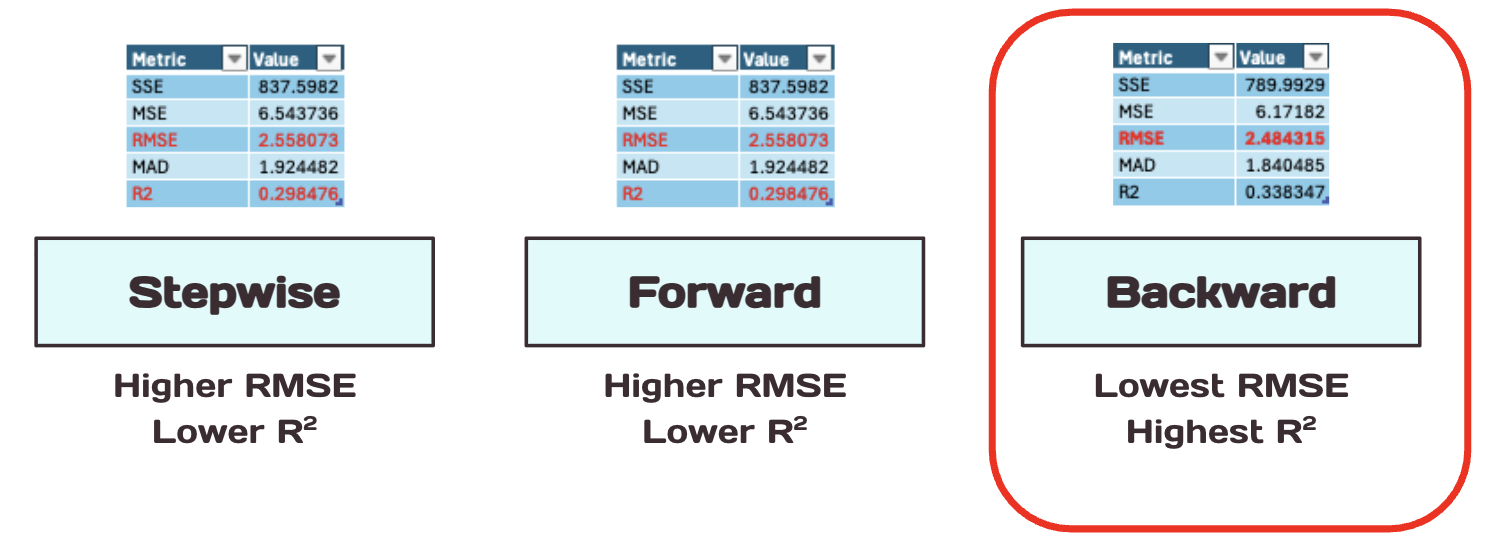 Metric Value
SSE 837.5982
MSE 6.543736
RMSE 2.558073
MAD 1.924482
R2 0.298476
Stepwise
Higher RMSE
Lower R²
Metric Value
SSE 837.5982
MSE 6.543736
RMSE 2.558073
MAD 1.924482
R2 0.298476
Forward
Higher RMSE
Lower R²
Metric Value
SSE 789.9929
MSE 6.17182
RMSE 2.484315
MAD 1.840485
R2 0.338347
Backward
Lowest RMSE
Highest R²